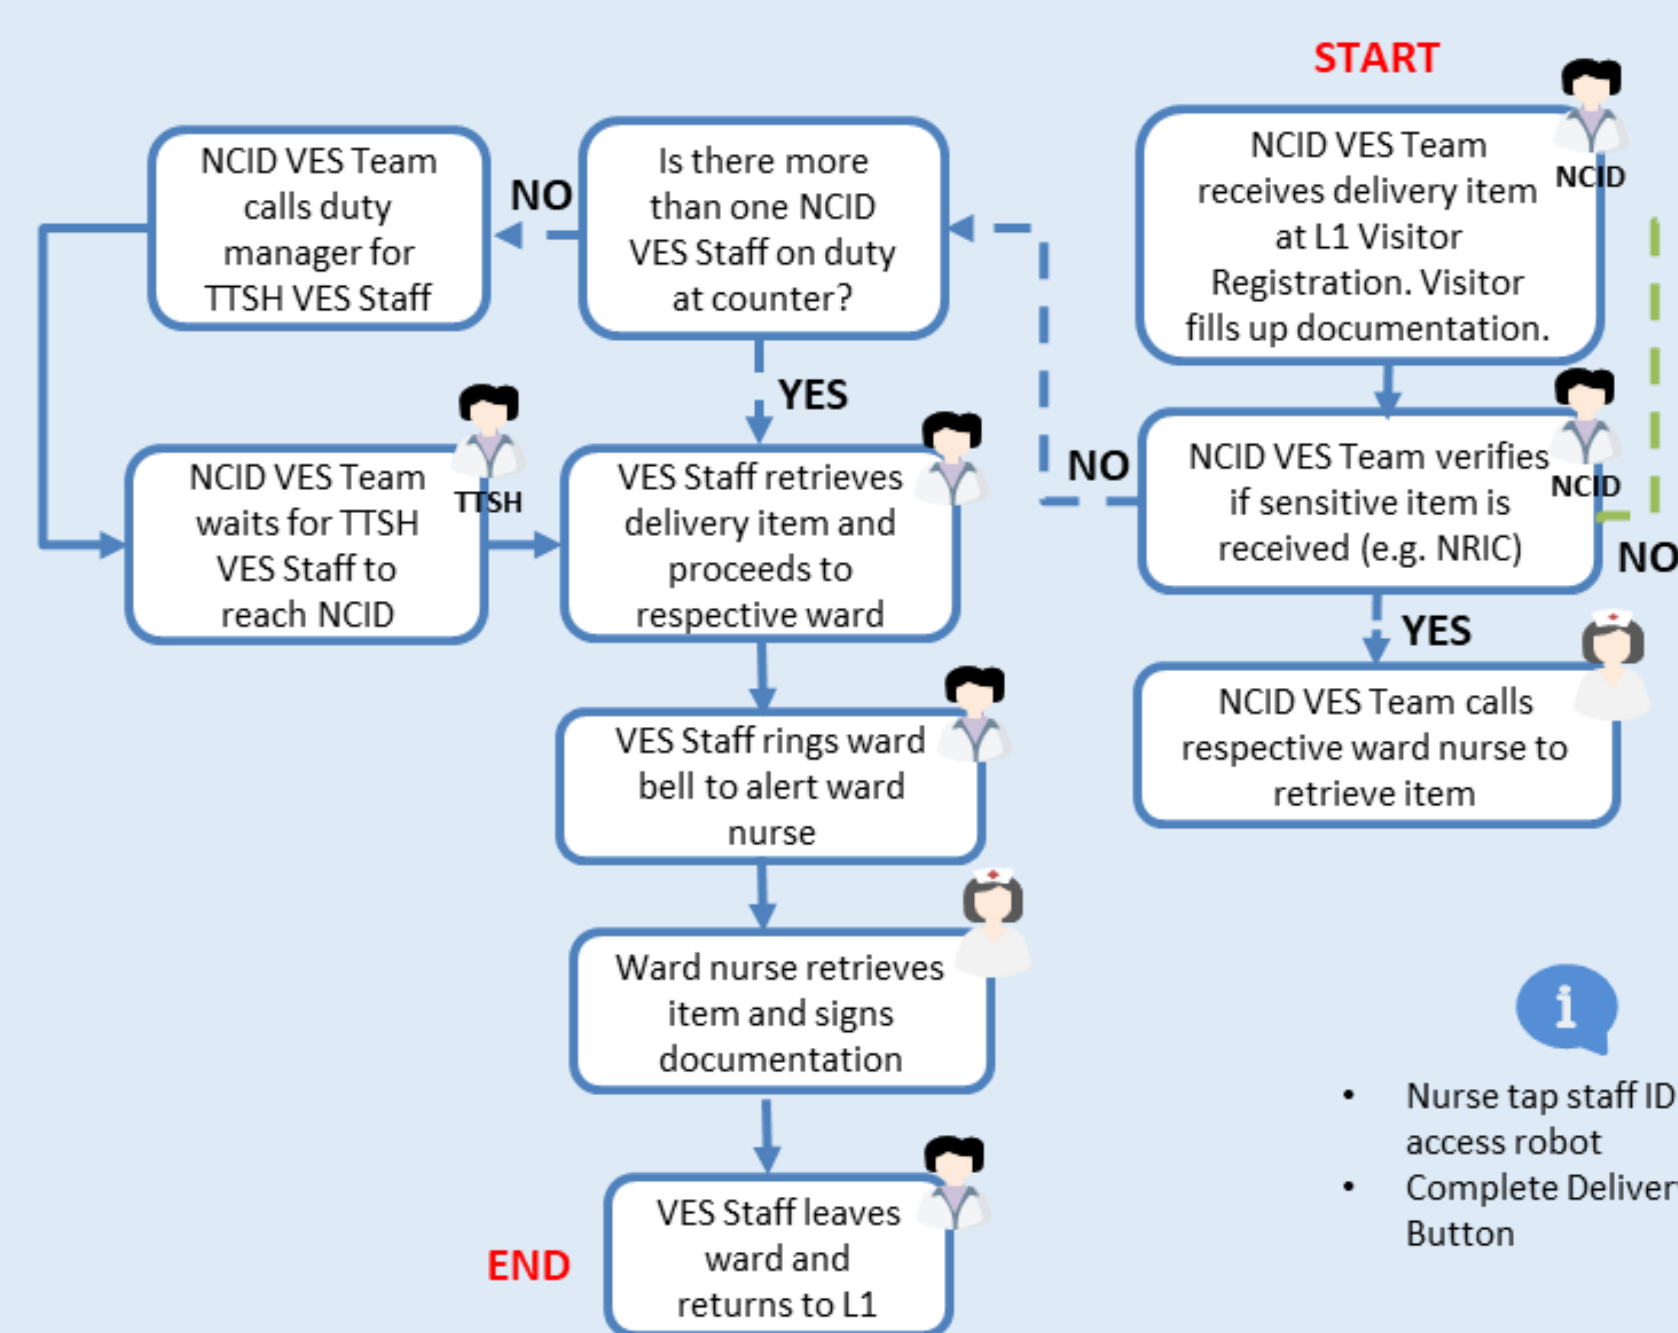 START
NCID VES Team
receives delivery item
at L1 Visitor
Registration. Visitor
fills up documentation.
NCID
NCID VES Team verifies
if sensitive item is
received (e.g. NRIC)
NCID
NO
NO
YES
NCID VES Team calls
respective ward nurse to
retrieve item
Is there more
than one NCID
VES Staff on duty
at counter?
NO
NCID VES Team
calls duty
manager for
TTSH VES Staff
YES
NCID VES Team
waits for TTSH
VES Staff to
reach NCID
TTSH
VES Staff retrieves
delivery item and
proceeds to
respective ward
VES Staff rings ward
bell to alert ward
nurse
Ward nurse retrieves
item and signs
documentation
VES Staff leaves
ward and
returns to L1
END
i
• Nurse tap staff ID
access robot
• Complete Delivery
Button